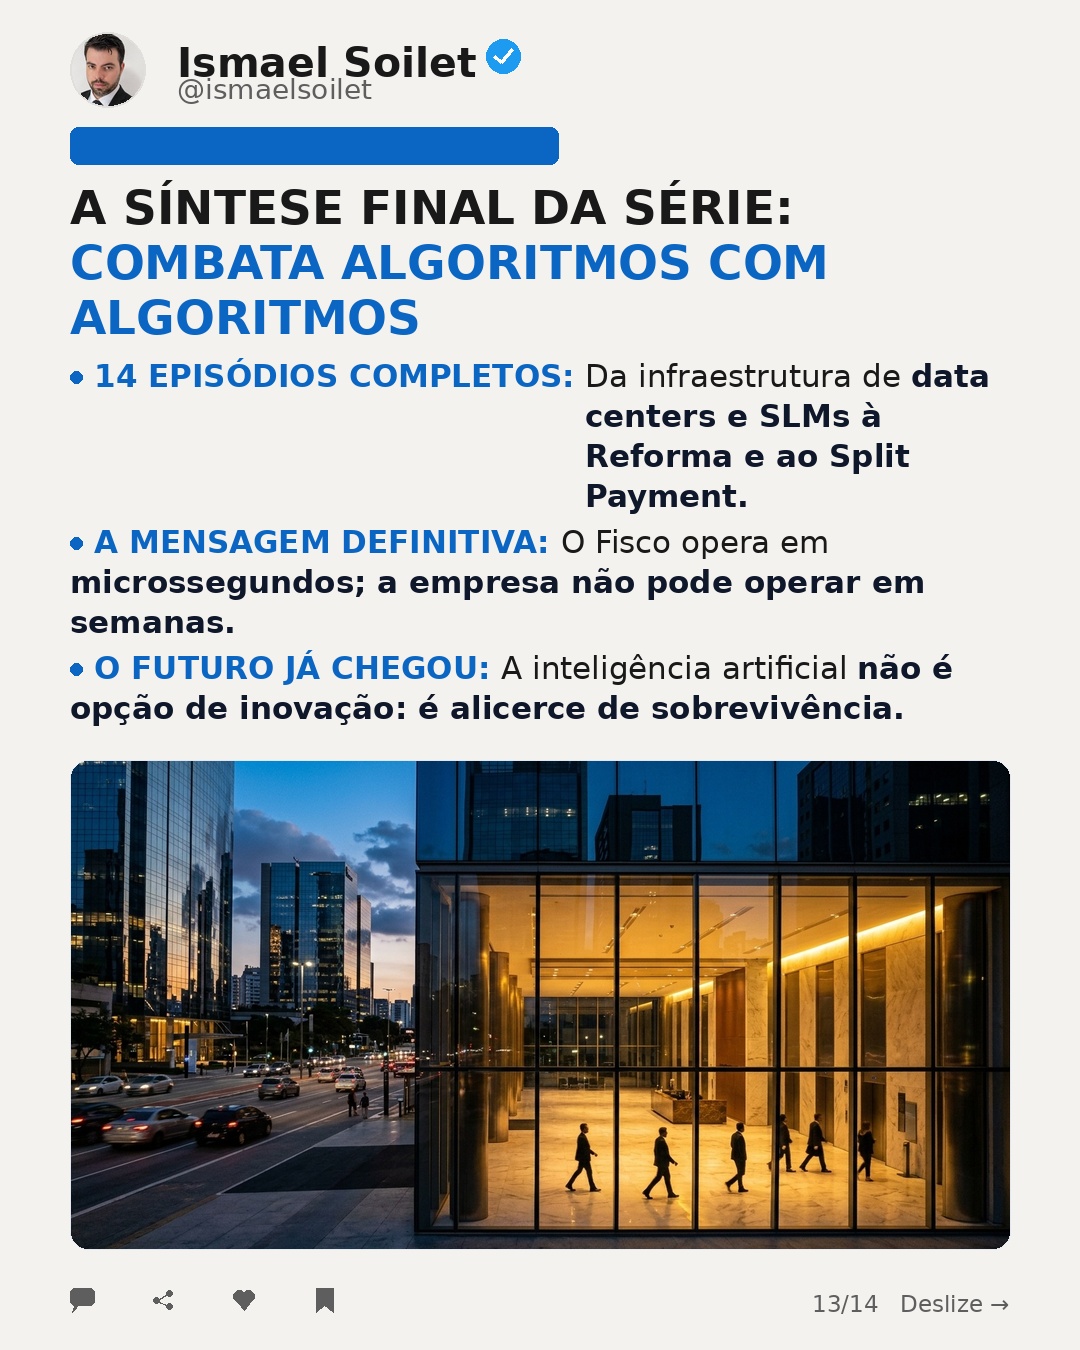 Ismael Soilet
@ismaelsoilet
A SÍNTESE FINAL DA SÉRIE:
COMBATA ALGORITMOS COM
ALGORITMOS
• 14 EPISÓDIOS COMPLETOS: Da infraestrutura de data
centers e SLMs à
Reforma e ao Split
Payment.
• A MENSAGEM DEFINITIVA: O Fisco opera em
microssegundos; a empresa não pode operar em
semanas.
• O FUTURO JÁ CHEGOU: A inteligência artificial não é
opção de inovação: é alicerce de sobrevivência.
13/14 Deslize →